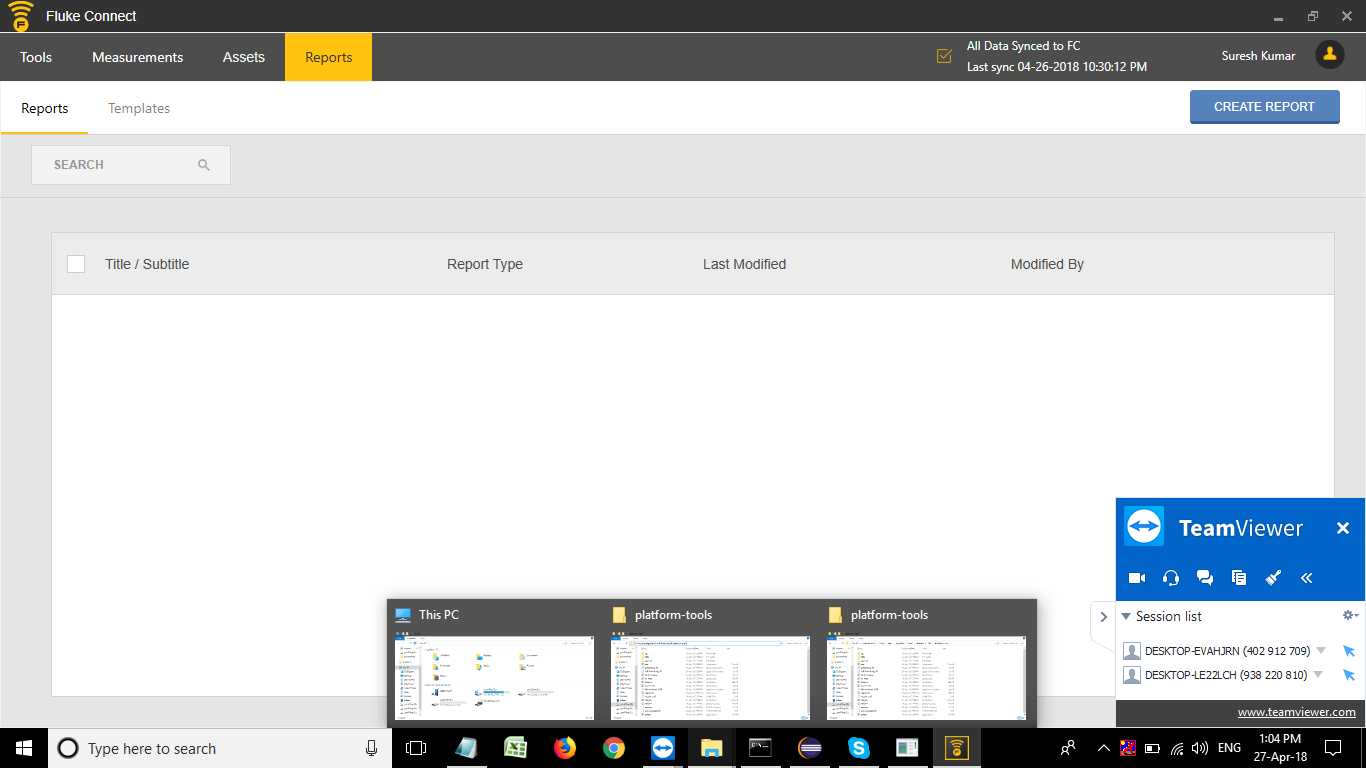 Fluke Connect
Tools
Measurements
Assets
Reports
All Data Synced to FC
Last sync 04-26-2018 10:30:12 PM
Suresh Kumar
Reports
Templates
CREATE REPORT
SEARCH
Title / Subtitle
Report Type
Last Modified
Modified By
TeamViewer
Session list
DESKTOP-EVAHJRN (402 912 709)
DESKTOP-LE22LCH (938 220 810)
www.teamviewer.com
This PC
platform-tools
platform-tools
Type here to search
ENG
1:04 PM
27-Apr-18